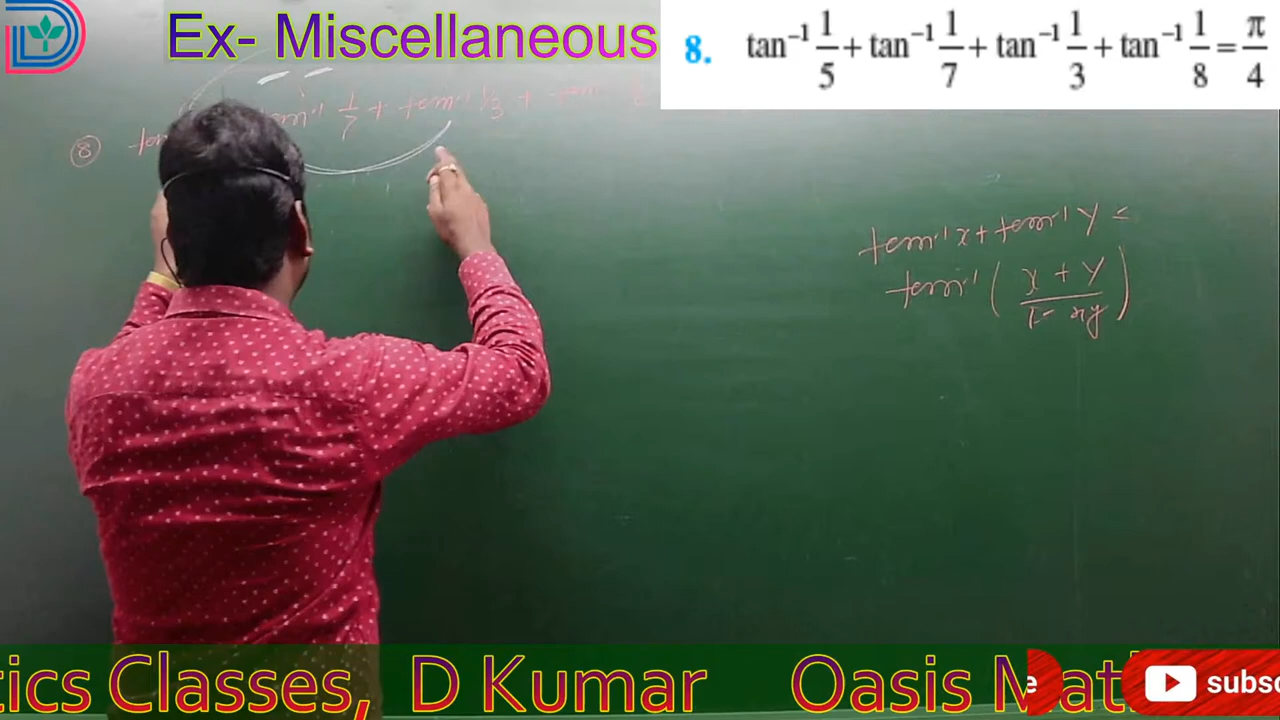 Ex- Miscellaneous
8. tan⁻¹ 1/5 + tan⁻¹ 1/7 + tan⁻¹ 1/3 + tan⁻¹ 1/8 = π/4
⑧
tan⁻¹ x + tan⁻¹ y =
tan⁻¹ ( x + y / 1 - xy )
tics Classes, D Kumar Oasis Mat
subsc